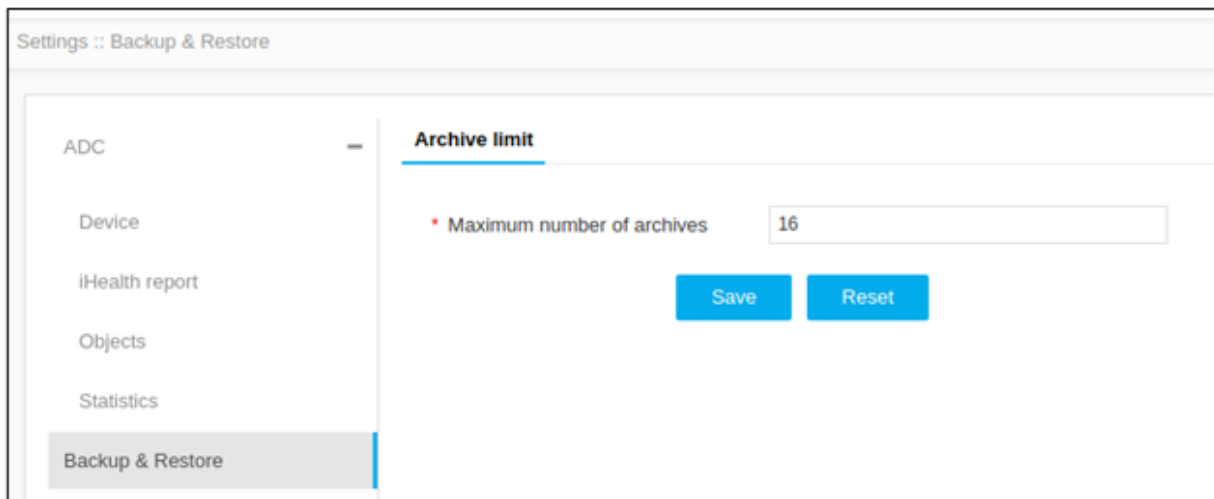 Settings :: Backup & Restore
ADC
Device
iHealth report
Objects
Statistics
Backup & Restore
Archive limit
* Maximum number of archives 16
Save Reset